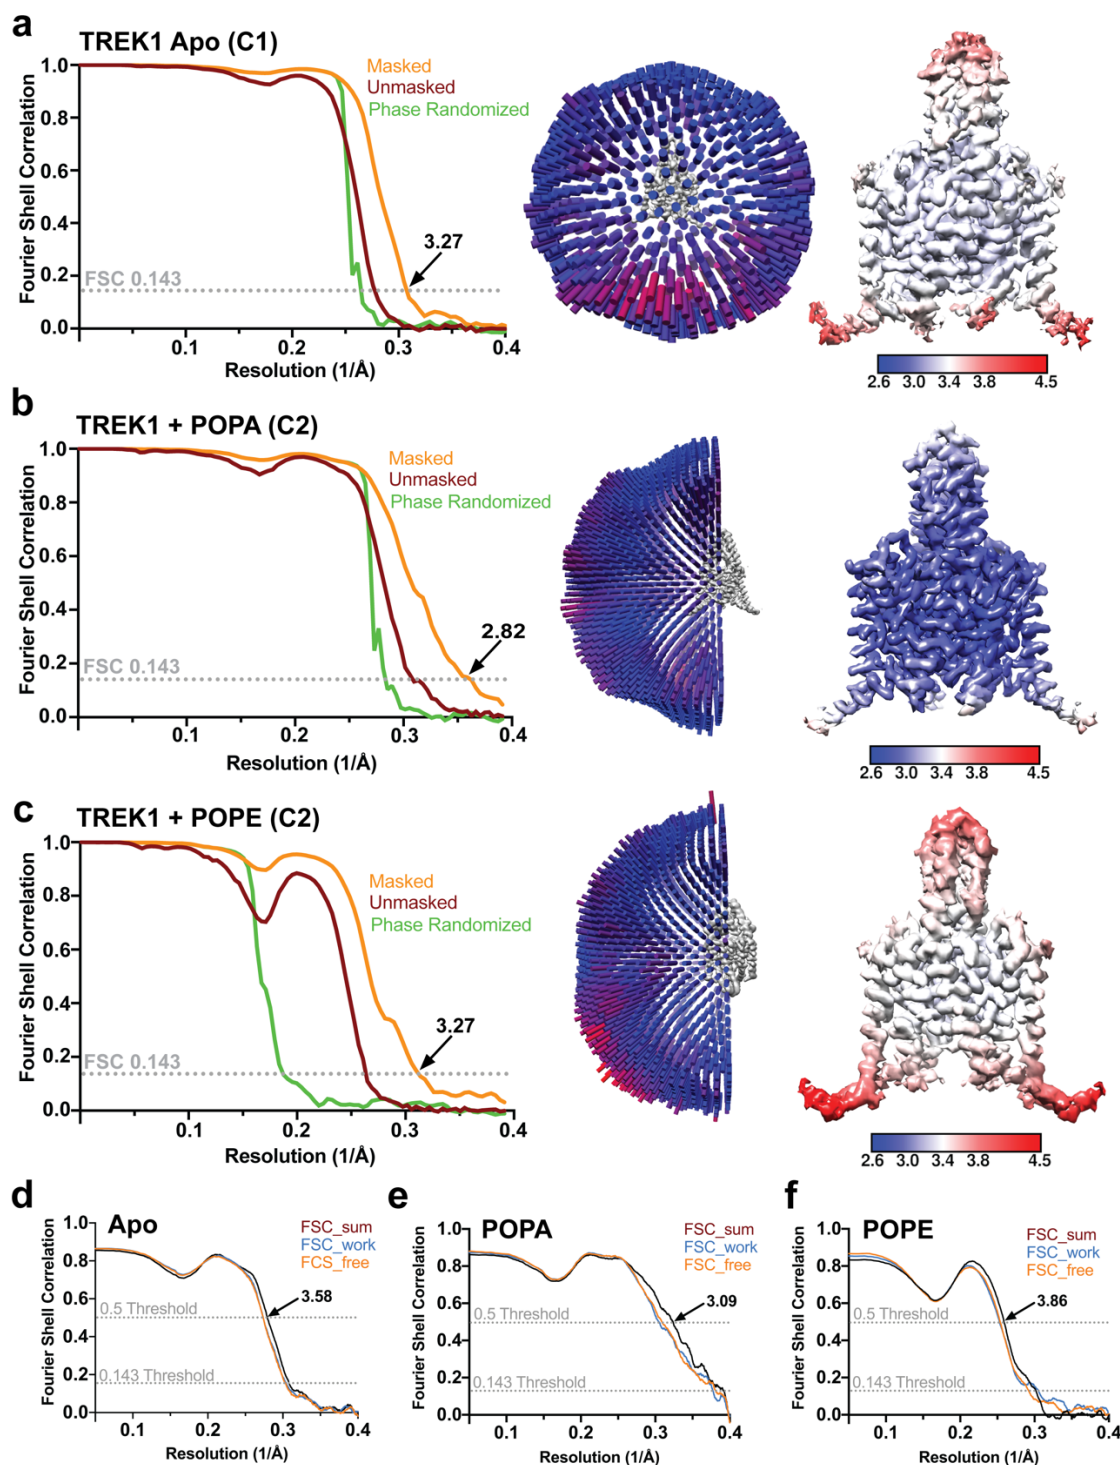 a
TREK1 Apo (C1)
Masked
Unmasked
Phase Randomized
Fourier Shell Correlation
1.0
0.8
0.6
0.4
0.2
0.0
FSC 0.143
3.27
0.1
0.2
0.3
0.4
Resolution (1/Å)
2.6 3.0 3.4 3.8 4.5
b
TREK1 + POPA (C2)
Masked
Unmasked
Phase Randomized
Fourier Shell Correlation
1.0
0.8
0.6
0.4
0.2
0.0
FSC 0.143
2.82
0.1
0.2
0.3
0.4
Resolution (1/Å)
2.6 3.0 3.4 3.8 4.5
c
TREK1 + POPE (C2)
Masked
Unmasked
Phase Randomized
Fourier Shell Correlation
1.0
0.8
0.6
0.4
0.2
0.0
FSC 0.143
3.27
0.1
0.2
0.3
0.4
Resolution (1/Å)
2.6 3.0 3.4 3.8 4.5
d
Apo
FSC_sum
FSC_work
FCS_free
Fourier Shell Correlation
1.0
0.8
0.6
0.4
0.2
0.0
0.5 Threshold
3.58
0.143 Threshold
0.1
0.2
0.3
0.4
Resolution (1/Å)
e
POPA
FSC_sum
FSC_work
FSC_free
Fourier Shell Correlation
1.0
0.8
0.6
0.4
0.2
0.0
0.5 Threshold
3.09
0.143 Threshold
0.1
0.2
0.3
0.4
Resolution (1/Å)
f
POPE
FSC_sum
FSC_work
FSC_free
Fourier Shell Correlation
1.0
0.8
0.6
0.4
0.2
0.0
0.5 Threshold
3.86
0.143 Threshold
0.1
0.2
0.3
0.4
Resolution (1/Å)